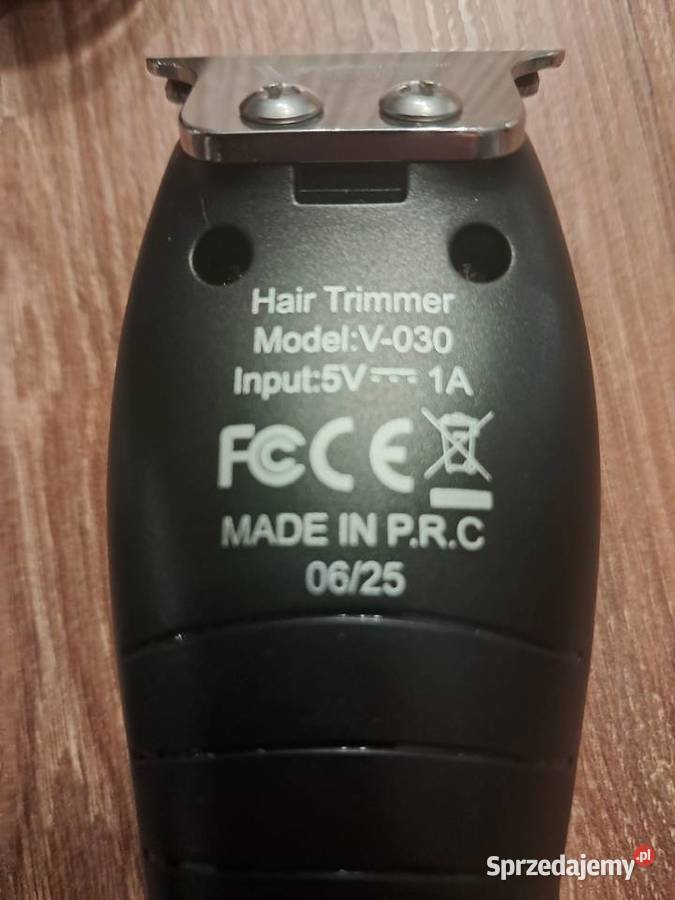 Hair Trimmer
Model:V-030
Input:5V⎓1A
FC CE
MADE IN P.R.C
06/25
Sprzedajemy.pl